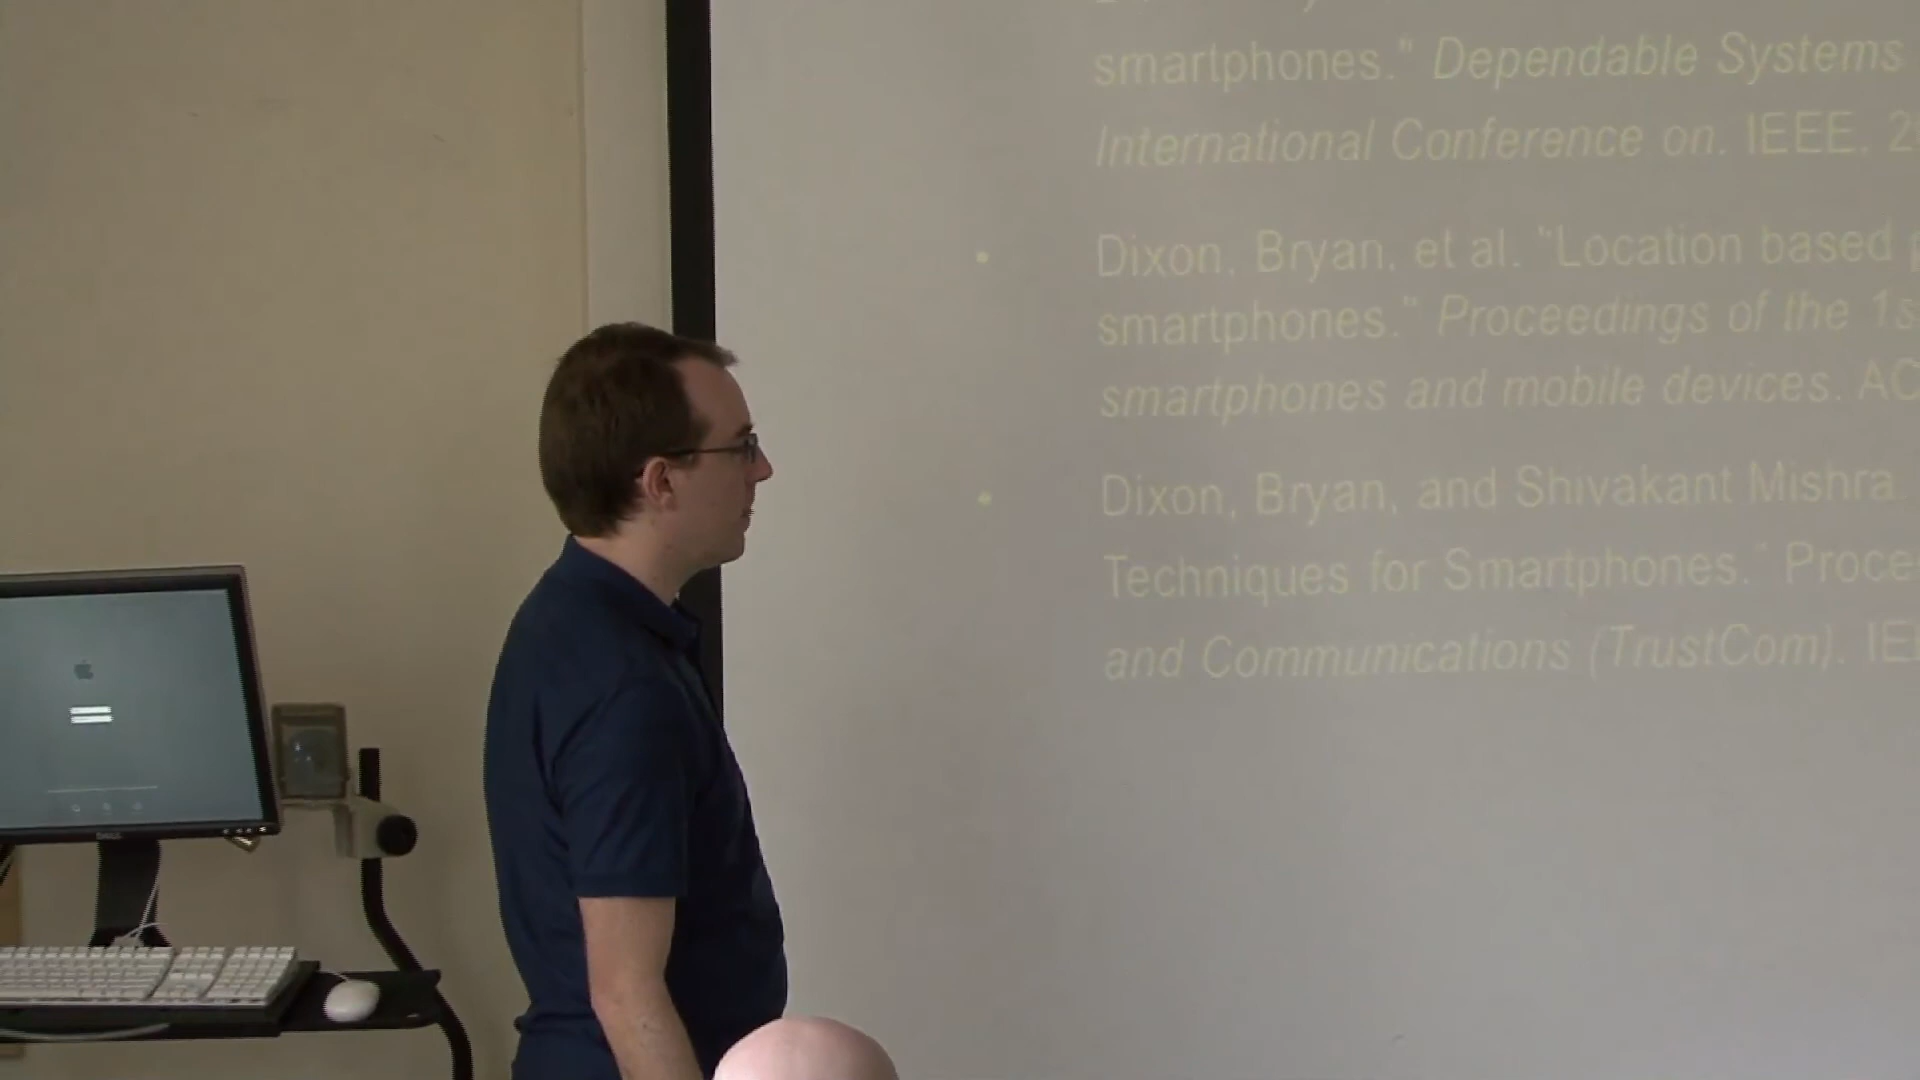 smartphones." Dependable Systems
International Conference on. IEEE, 
Dixon, Bryan, et al. "Location based
smartphones." Proceedings of the 1s
smartphones and mobile devices. AC
Dixon, Bryan, and Shivakant Mishra.
Techniques for Smartphones." Proce
and Communications (TrustCom). IE
DELL